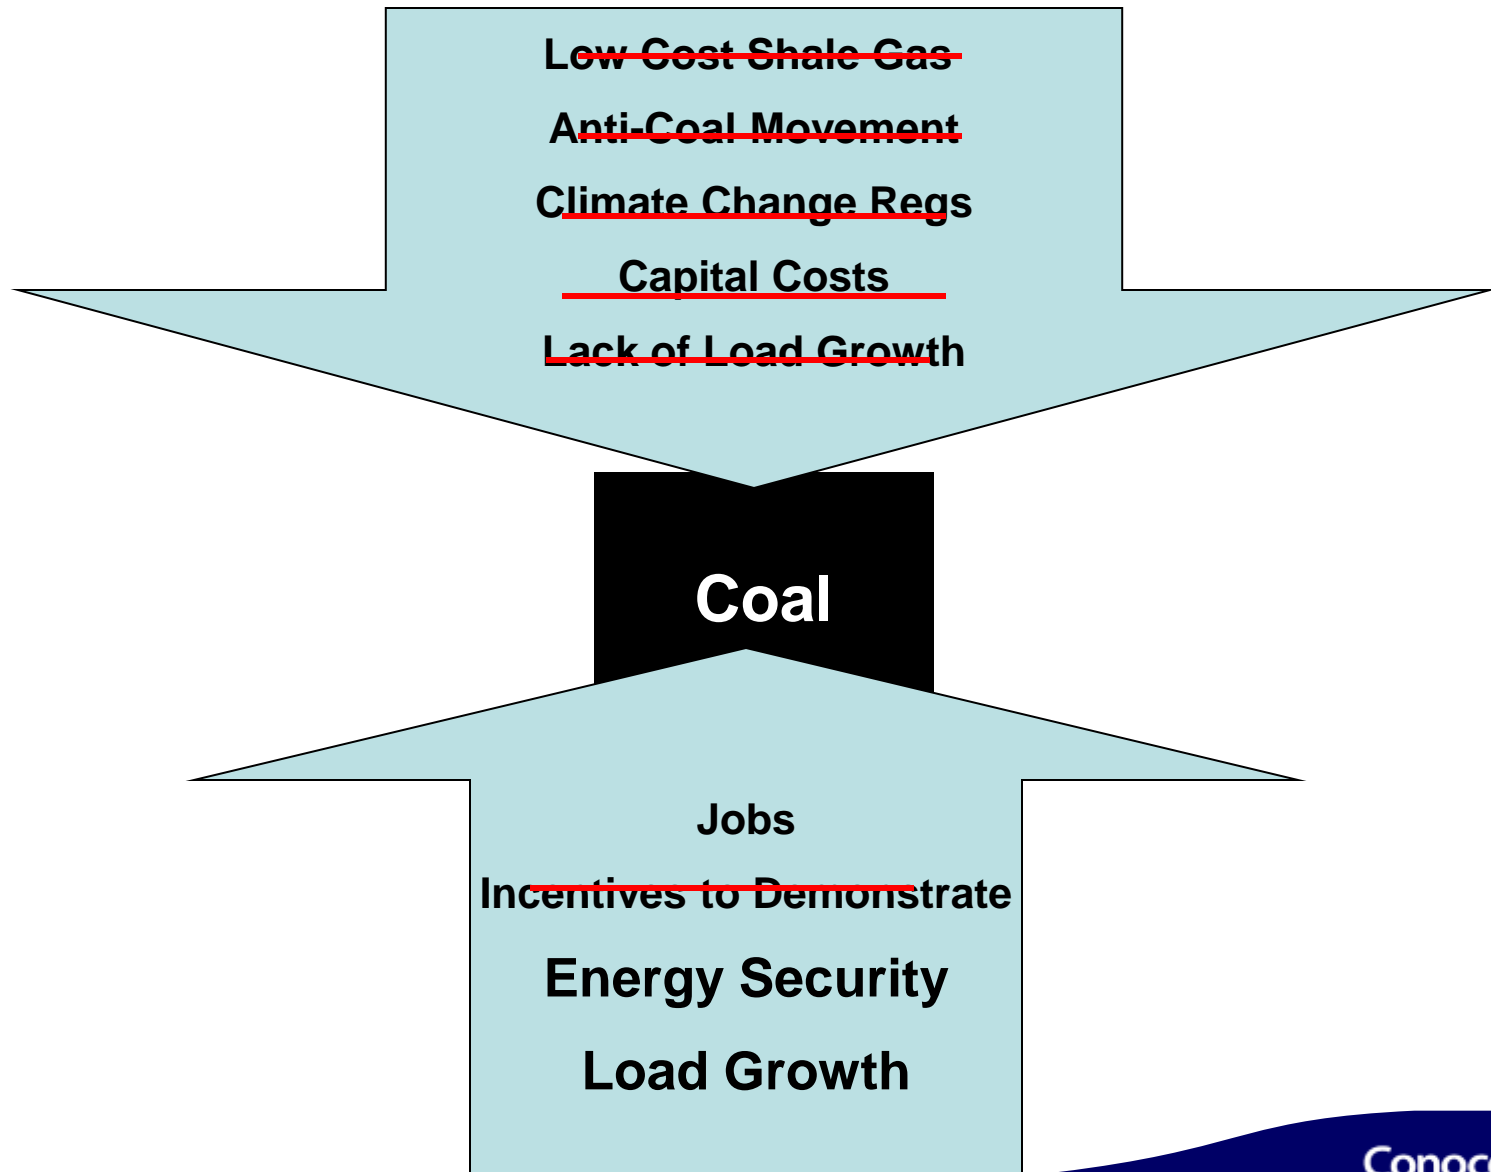 Low Cost Shale Gas
Anti-Coal Movement
Climate Change Regs
Capital Costs
Lack of Load Growth
Coal
Jobs
Incentives to Demonstrate
Energy Security
Load Growth